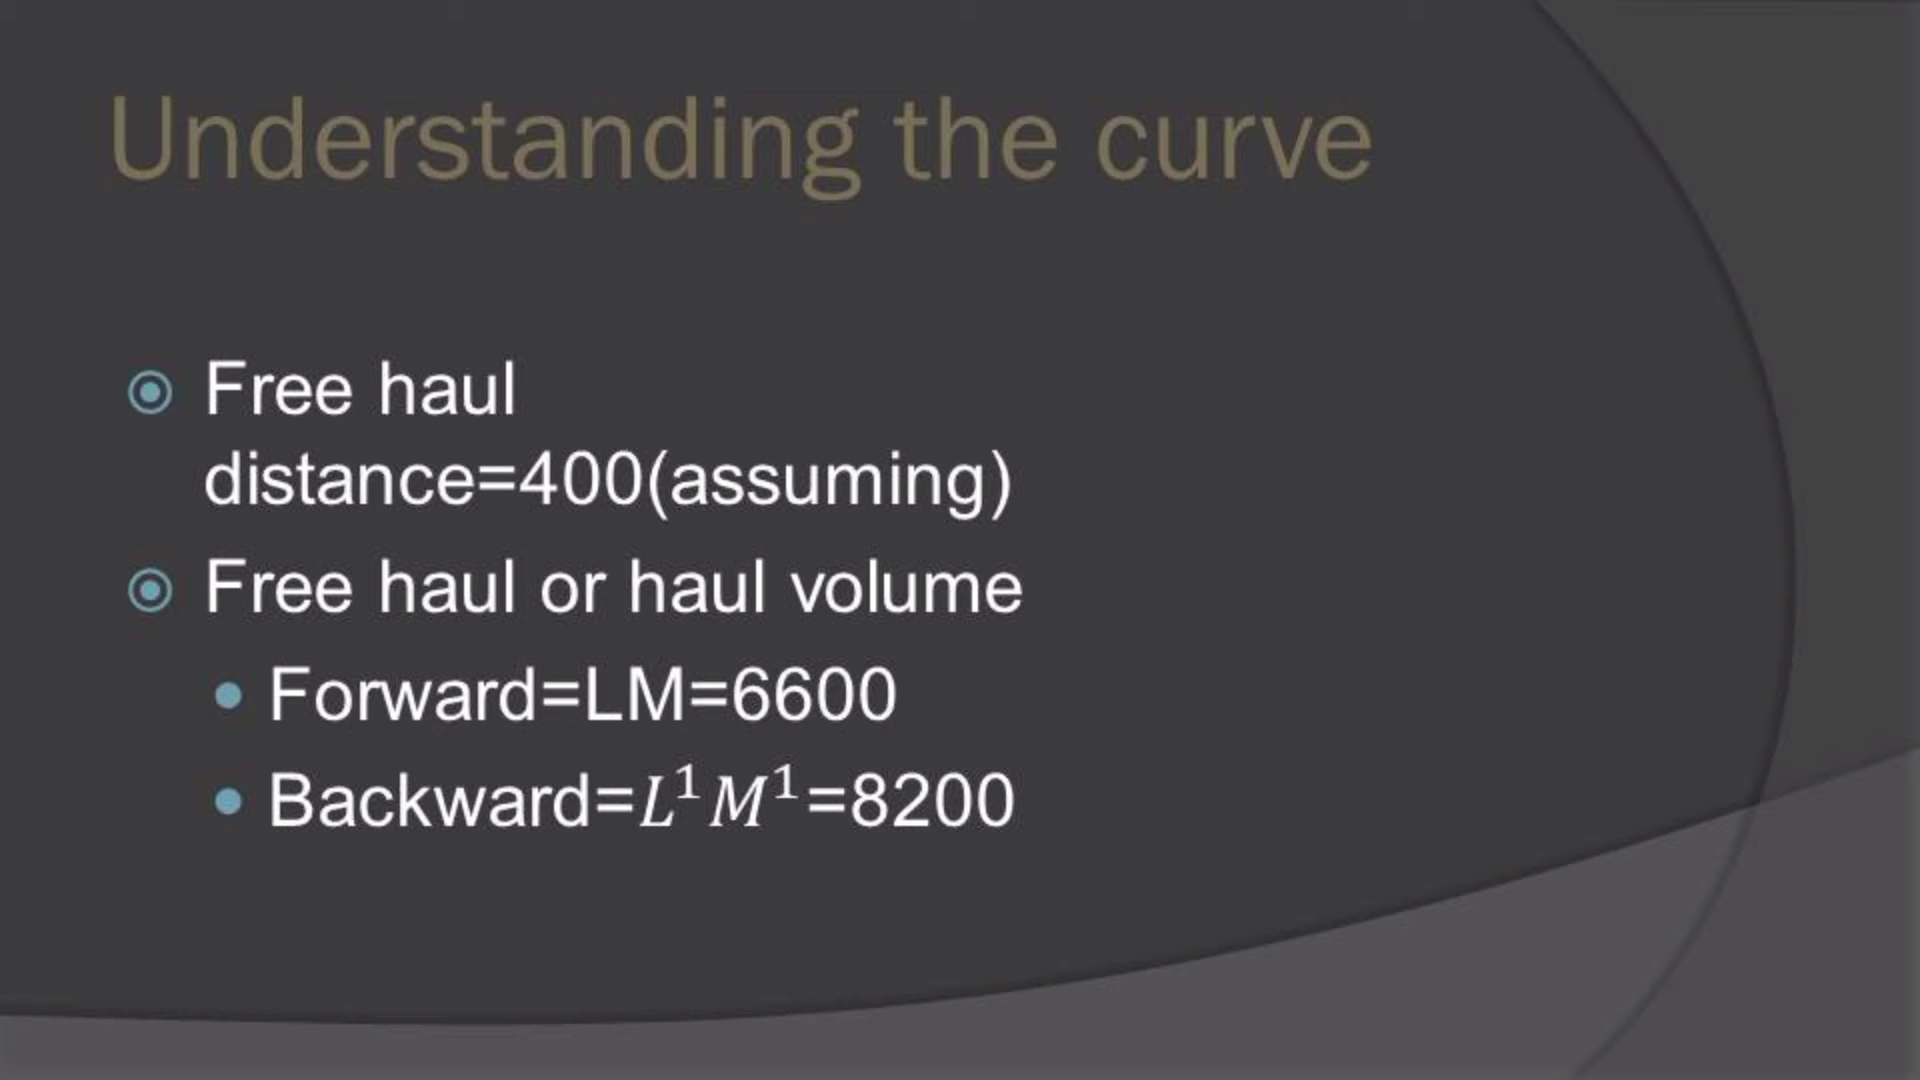 Understanding the curve
Free haul
distance=400(assuming)
Free haul or haul volume
Forward=LM=6600
Backward=L¹M¹=8200